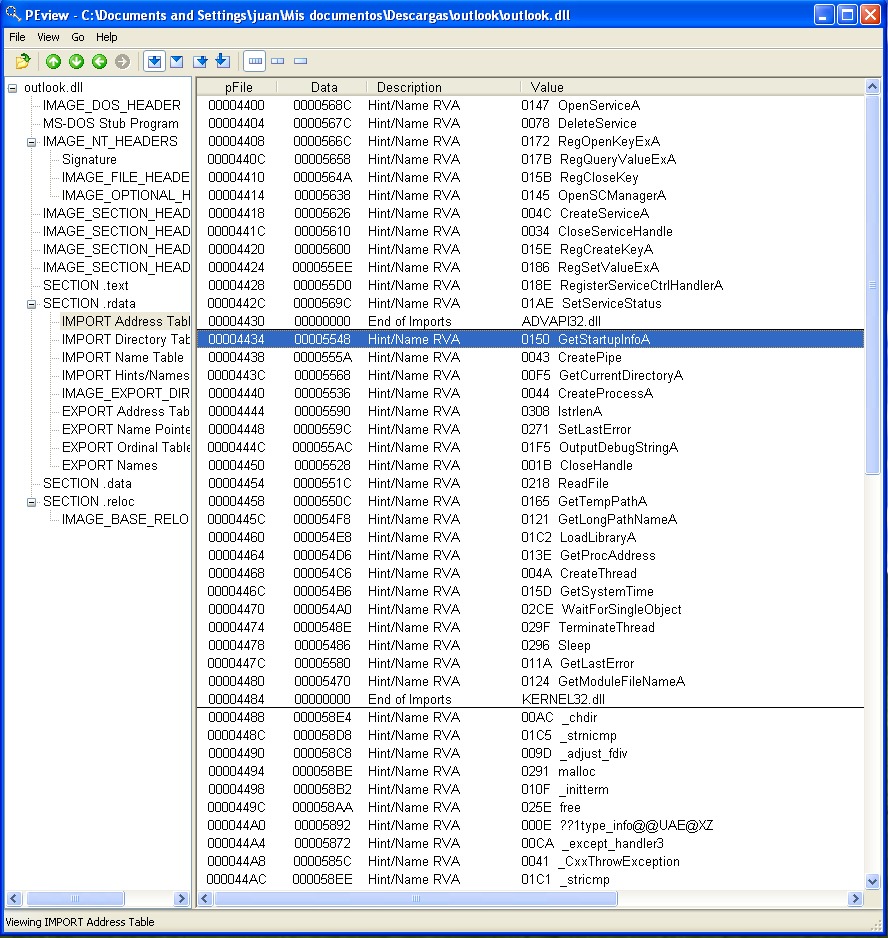 PEview - C:\Documents and Settings\juan\Mis documentos\Descargas\outlook\outlook.dll
File View Go Help
outlook.dll
IMAGE_DOS_HEADER
MS-DOS Stub Program
IMAGE_NT_HEADERS
Signature
IMAGE_FILE_HEADE
IMAGE_OPTIONAL_H
IMAGE_SECTION_HEAD
IMAGE_SECTION_HEAD
IMAGE_SECTION_HEAD
IMAGE_SECTION_HEAD
SECTION .text
SECTION .rdata
IMPORT Address Tabl
IMPORT Directory Tab
IMPORT Name Table
IMPORT Hints/Names
IMAGE_EXPORT_DIR
EXPORT Address Tab
EXPORT Name Pointe
EXPORT Ordinal Table
EXPORT Names
SECTION .data
SECTION .reloc
IMAGE_BASE_RELO
pFile Data Description Value
00004400 0000568C Hint/Name RVA 0147 OpenServiceA
00004404 0000567C Hint/Name RVA 0078 DeleteService
00004408 0000566C Hint/Name RVA 0172 RegOpenKeyExA
0000440C 00005658 Hint/Name RVA 017B RegQueryValueExA
00004410 0000564A Hint/Name RVA 015B RegCloseKey
00004414 00005638 Hint/Name RVA 0145 OpenSCManagerA
00004418 00005626 Hint/Name RVA 004C CreateServiceA
0000441C 00005610 Hint/Name RVA 0034 CloseServiceHandle
00004420 00005600 Hint/Name RVA 015E RegCreateKeyA
00004424 000055EE Hint/Name RVA 0186 RegSetValueExA
00004428 000055D0 Hint/Name RVA 018E RegisterServiceCtrlHandlerA
0000442C 0000569C Hint/Name RVA 01AE SetServiceStatus
00004430 00000000 End of Imports ADVAPI32.dll
00004434 00005548 Hint/Name RVA 0150 GetStartupInfoA
00004438 0000555A Hint/Name RVA 0043 CreatePipe
0000443C 00005568 Hint/Name RVA 00F5 GetCurrentDirectoryA
00004440 00005536 Hint/Name RVA 0044 CreateProcessA
00004444 00005590 Hint/Name RVA 0308 lstrlenA
00004448 0000559C Hint/Name RVA 0271 SetLastError
0000444C 000055AC Hint/Name RVA 01F5 OutputDebugStringA
00004450 00005528 Hint/Name RVA 001B CloseHandle
00004454 0000551C Hint/Name RVA 0218 ReadFile
00004458 0000550C Hint/Name RVA 0165 GetTempPathA
0000445C 000054F8 Hint/Name RVA 0121 GetLongPathNameA
00004460 000054E8 Hint/Name RVA 01C2 LoadLibraryA
00004464 000054D6 Hint/Name RVA 013E GetProcAddress
00004468 000054C6 Hint/Name RVA 004A CreateThread
0000446C 000054B6 Hint/Name RVA 015D GetSystemTime
00004470 000054A0 Hint/Name RVA 02CE WaitForSingleObject
00004474 0000548E Hint/Name RVA 029F TerminateThread
00004478 00005486 Hint/Name RVA 0296 Sleep
0000447C 00005580 Hint/Name RVA 011A GetLastError
00004480 00005470 Hint/Name RVA 0124 GetModuleFileNameA
00004484 00000000 End of Imports KERNEL32.dll
00004488 000058E4 Hint/Name RVA 00AC _chdir
0000448C 000058D8 Hint/Name RVA 01C5 _strnicmp
00004490 000058C8 Hint/Name RVA 009D _adjust_fdiv
00004494 000058BE Hint/Name RVA 0291 malloc
00004498 000058B2 Hint/Name RVA 010F _initterm
0000449C 000058AA Hint/Name RVA 025E free
000044A0 00005892 Hint/Name RVA 000E ??1type_info@@UAE@XZ
000044A4 00005872 Hint/Name RVA 00CA _except_handler3
000044A8 0000585C Hint/Name RVA 0041 _CxxThrowException
000044AC 000058EE Hint/Name RVA 01C1 _stricmp
Viewing IMPORT Address Table